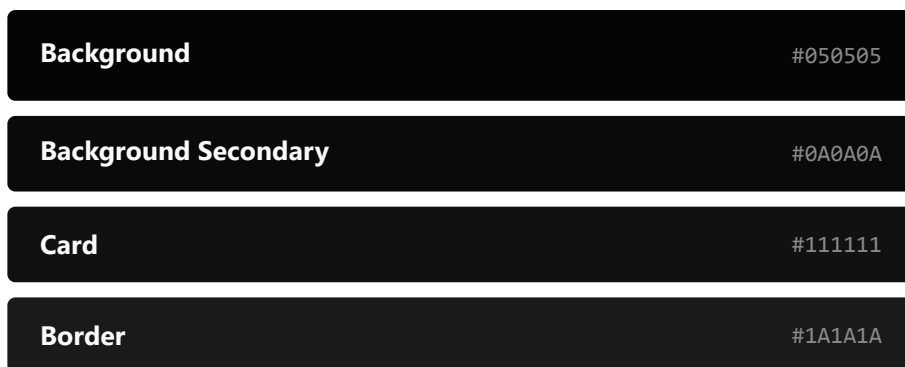 Background #050505
Background Secondary #0A0A0A
Card #111111
Border #1A1A1A